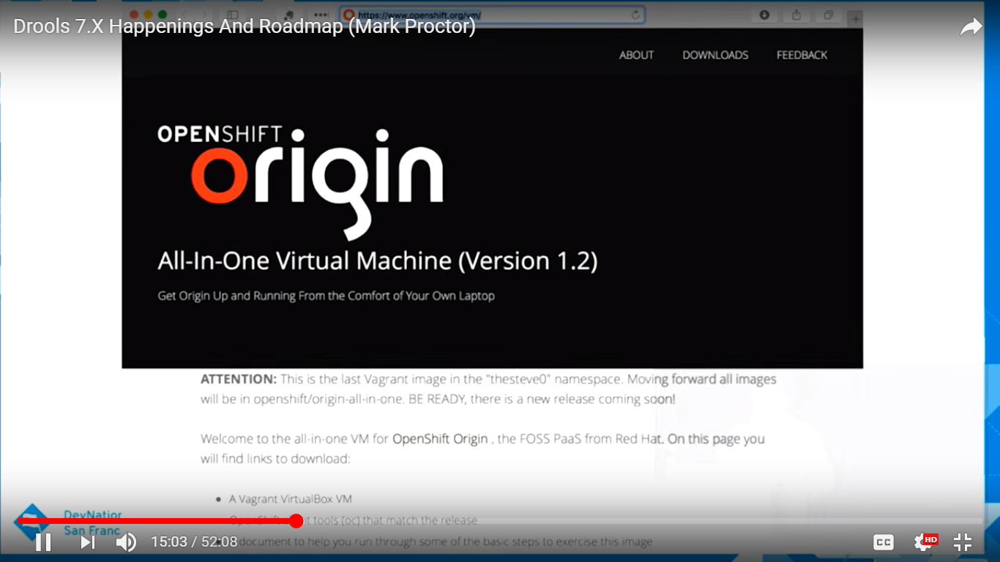 https://www.openshift.org/vm/
Drools 7.X Happenings And Roadmap (Mark Proctor)
ABOUT DOWNLOADS FEEDBACK
OPENSHIFT
origin
All-In-One Virtual Machine (Version 1.2)
Get Origin Up and Running From the Comfort of Your Own Laptop
ATTENTION: This is the last Vagrant image in the "thesteve0" namespace. Moving forward all images
will be in openshift/origin-all-in-one. BE READY, there is a new release coming soon!
Welcome to the all-in-one VM for OpenShift Origin , the FOSS PaaS from Red Hat. On this page you
will find links to download:
• A Vagrant VirtualBox VM
DevNation
OpenShift tools (oc) that match the release
San Franc
15:03 / 52:08
document to help you run through some of the basic steps to exercise this image
CC
HD